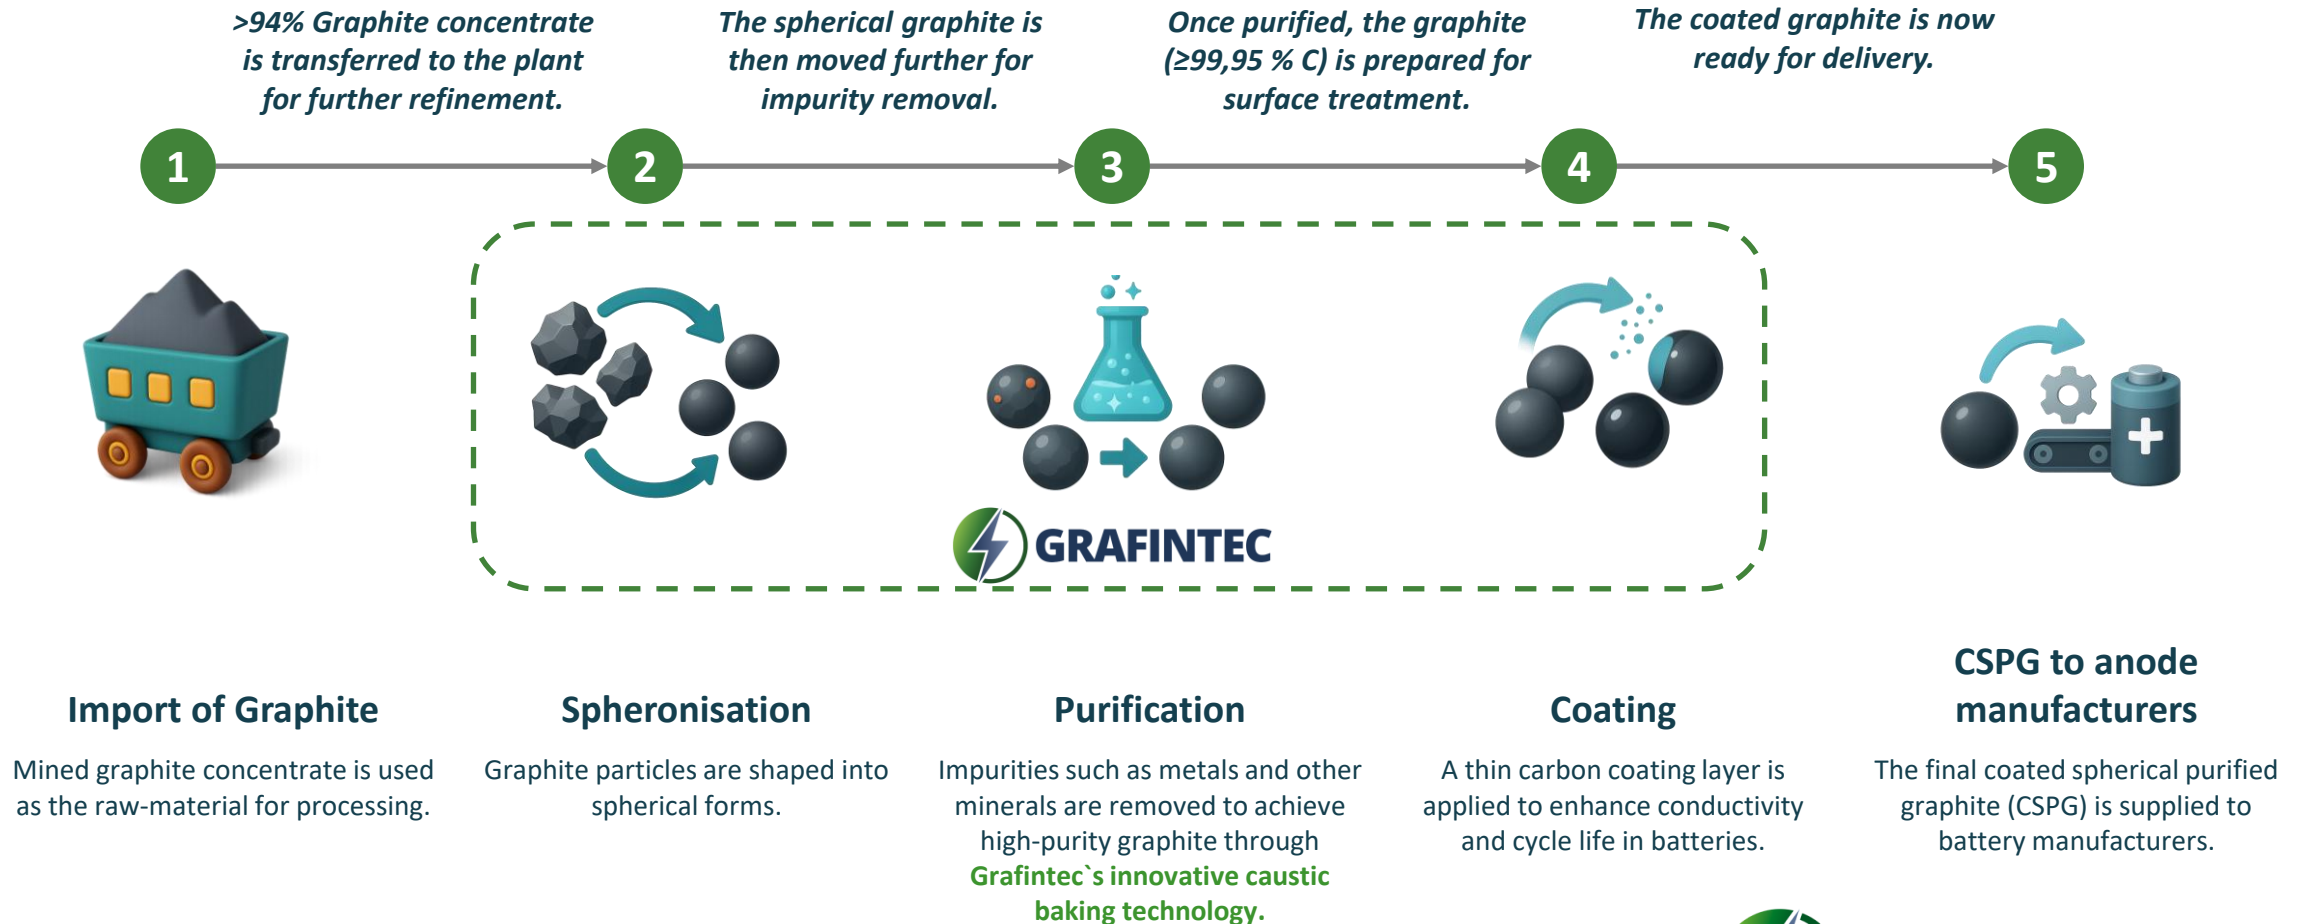 >94% Graphite concentrate
is transferred to the plant
for further refinement.
The spherical graphite is
then moved further for
impurity removal.
Once purified, the graphite
(≥99,95 % C) is prepared for
surface treatment.
The coated graphite is now
ready for delivery.
1
2
3
4
5
GRAFINTEC
Import of Graphite
Mined graphite concentrate is used
as the raw-material for processing.
Spheronisation
Graphite particles are shaped into
spherical forms.
Purification
Impurities such as metals and other
minerals are removed to achieve
high-purity graphite through
Grafintec`s innovative caustic
baking technology.
Coating
A thin carbon coating layer is
applied to enhance conductivity
and cycle life in batteries.
CSPG to anode
manufacturers
The final coated spherical purified
graphite (CSPG) is supplied to
battery manufacturers.